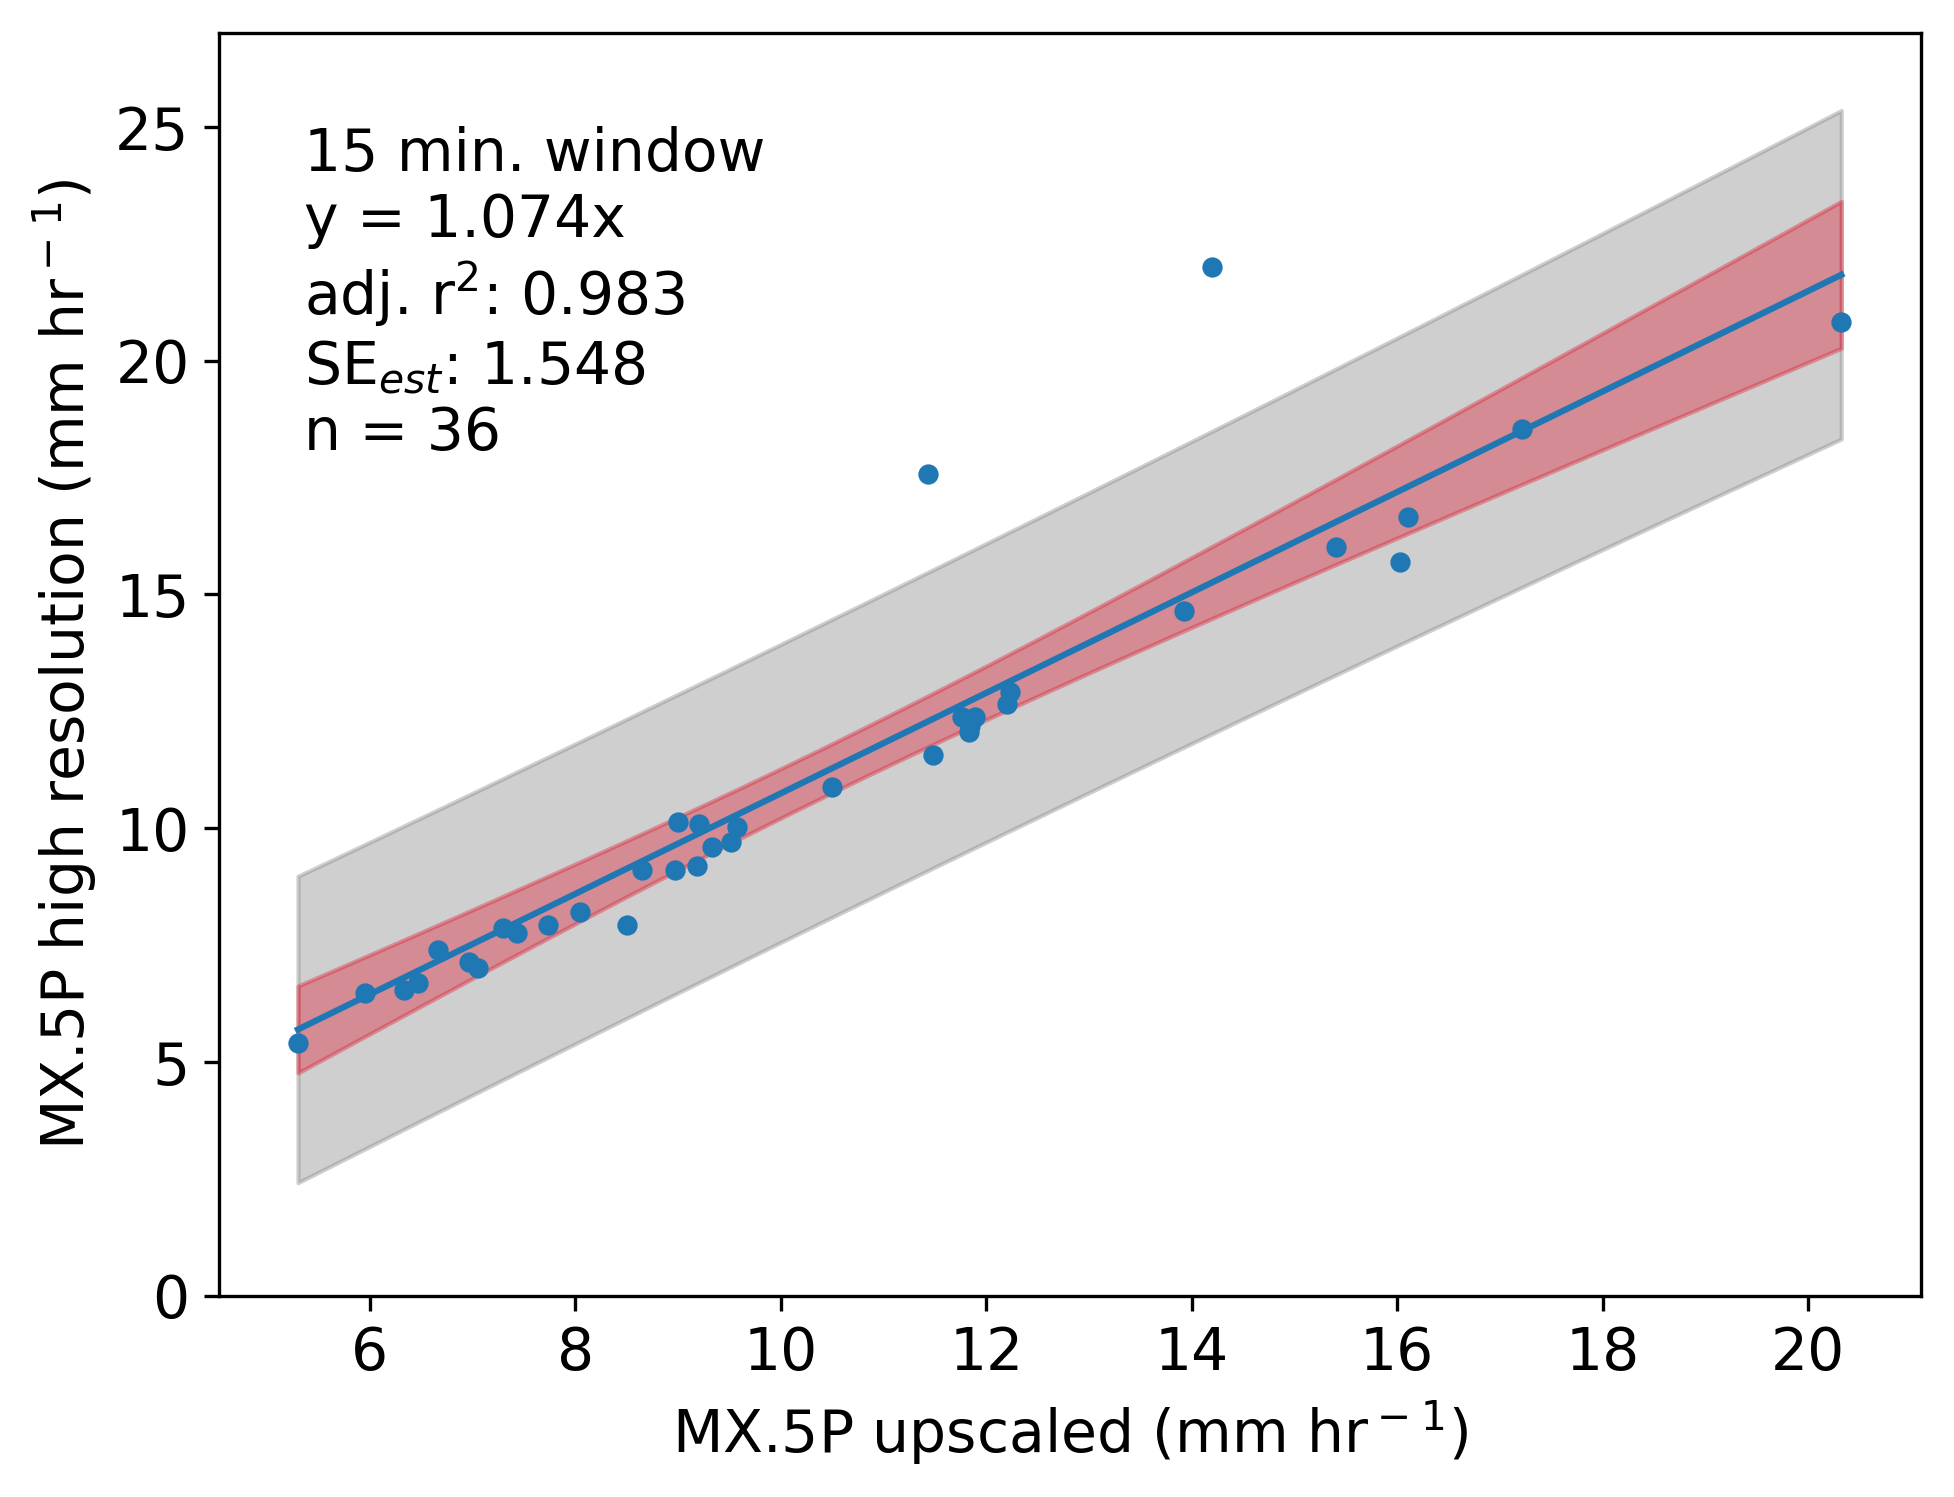 15 min. window
y = 1.074x
adj. r²: 0.983
SEest: 1.548
n = 36
MX.5P high resolution (mm hr⁻¹)
25
20
15
10
5
0
6 8 10 12 14 16 18 20
MX.5P upscaled (mm hr⁻¹)